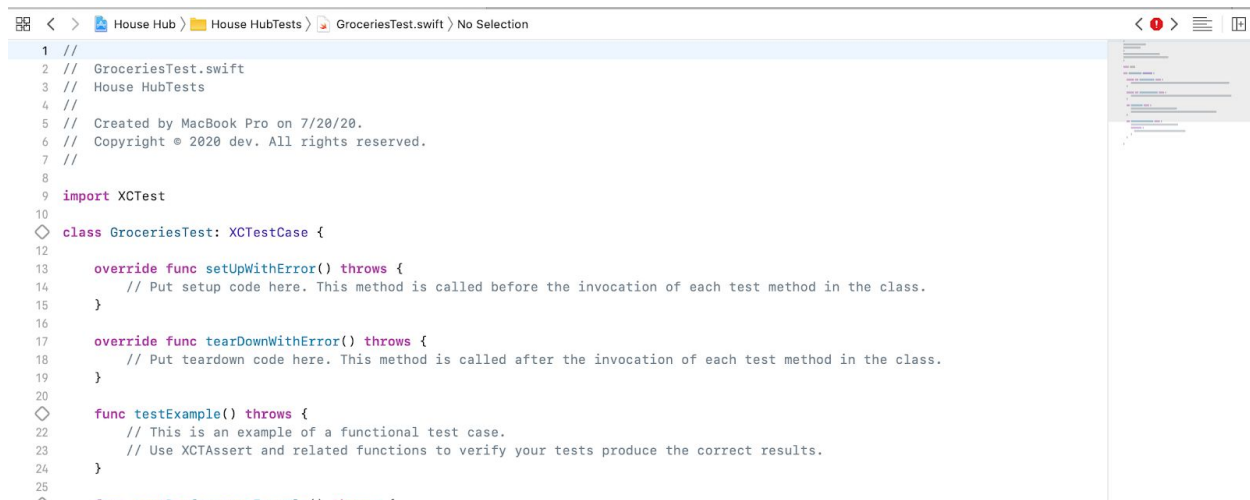 House Hub 〉 House HubTests 〉 GroceriesTest.swift 〉 No Selection
1 //
2 //  GroceriesTest.swift
3 //  House HubTests
4 //
5 //  Created by MacBook Pro on 7/20/20.
6 //  Copyright © 2020 dev. All rights reserved.
7 //
8
9 import XCTest
10
class GroceriesTest: XCTestCase {
12
13     override func setUpWithError() throws {
14         // Put setup code here. This method is called before the invocation of each test method in the class.
15     }
16
17     override func tearDownWithError() throws {
18         // Put teardown code here. This method is called after the invocation of each test method in the class.
19     }
20
    func testExample() throws {
22         // This is an example of a functional test case.
23         // Use XCTAssert and related functions to verify your tests produce the correct results.
24     }
25